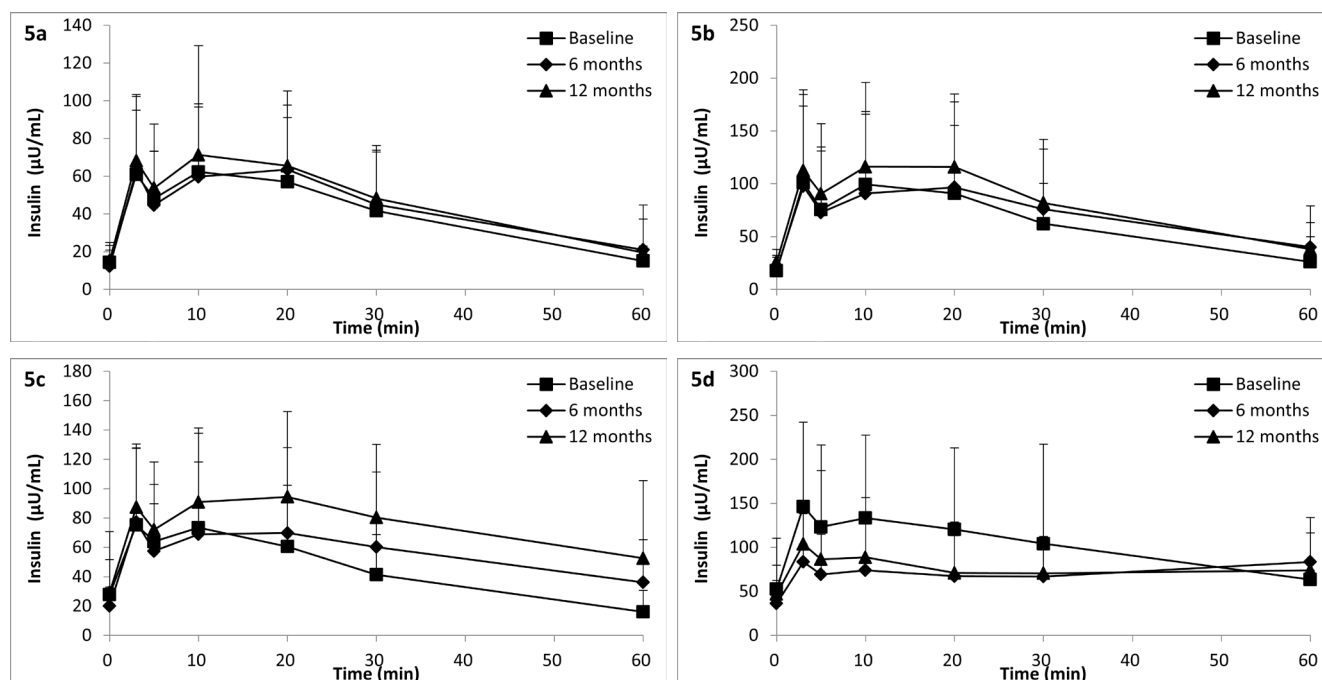 5a
Baseline
6 months
12 months
Insulin (µU/mL)
140
120
100
80
60
40
20
0
0 10 20 30 40 50 60
Time (min)
5b
Baseline
6 months
12 months
Insulin (µU/mL)
250
200
150
100
50
0
0 10 20 30 40 50 60
Time (min)
5c
Baseline
6 months
12 months
Insulin (µU/mL)
180
160
140
120
100
80
60
40
20
0
0 10 20 30 40 50 60
Time (min)
5d
Baseline
6 months
12 months
Insulin (µU/mL)
300
250
200
150
100
50
0
0 10 20 30 40 50 60
Time (min)